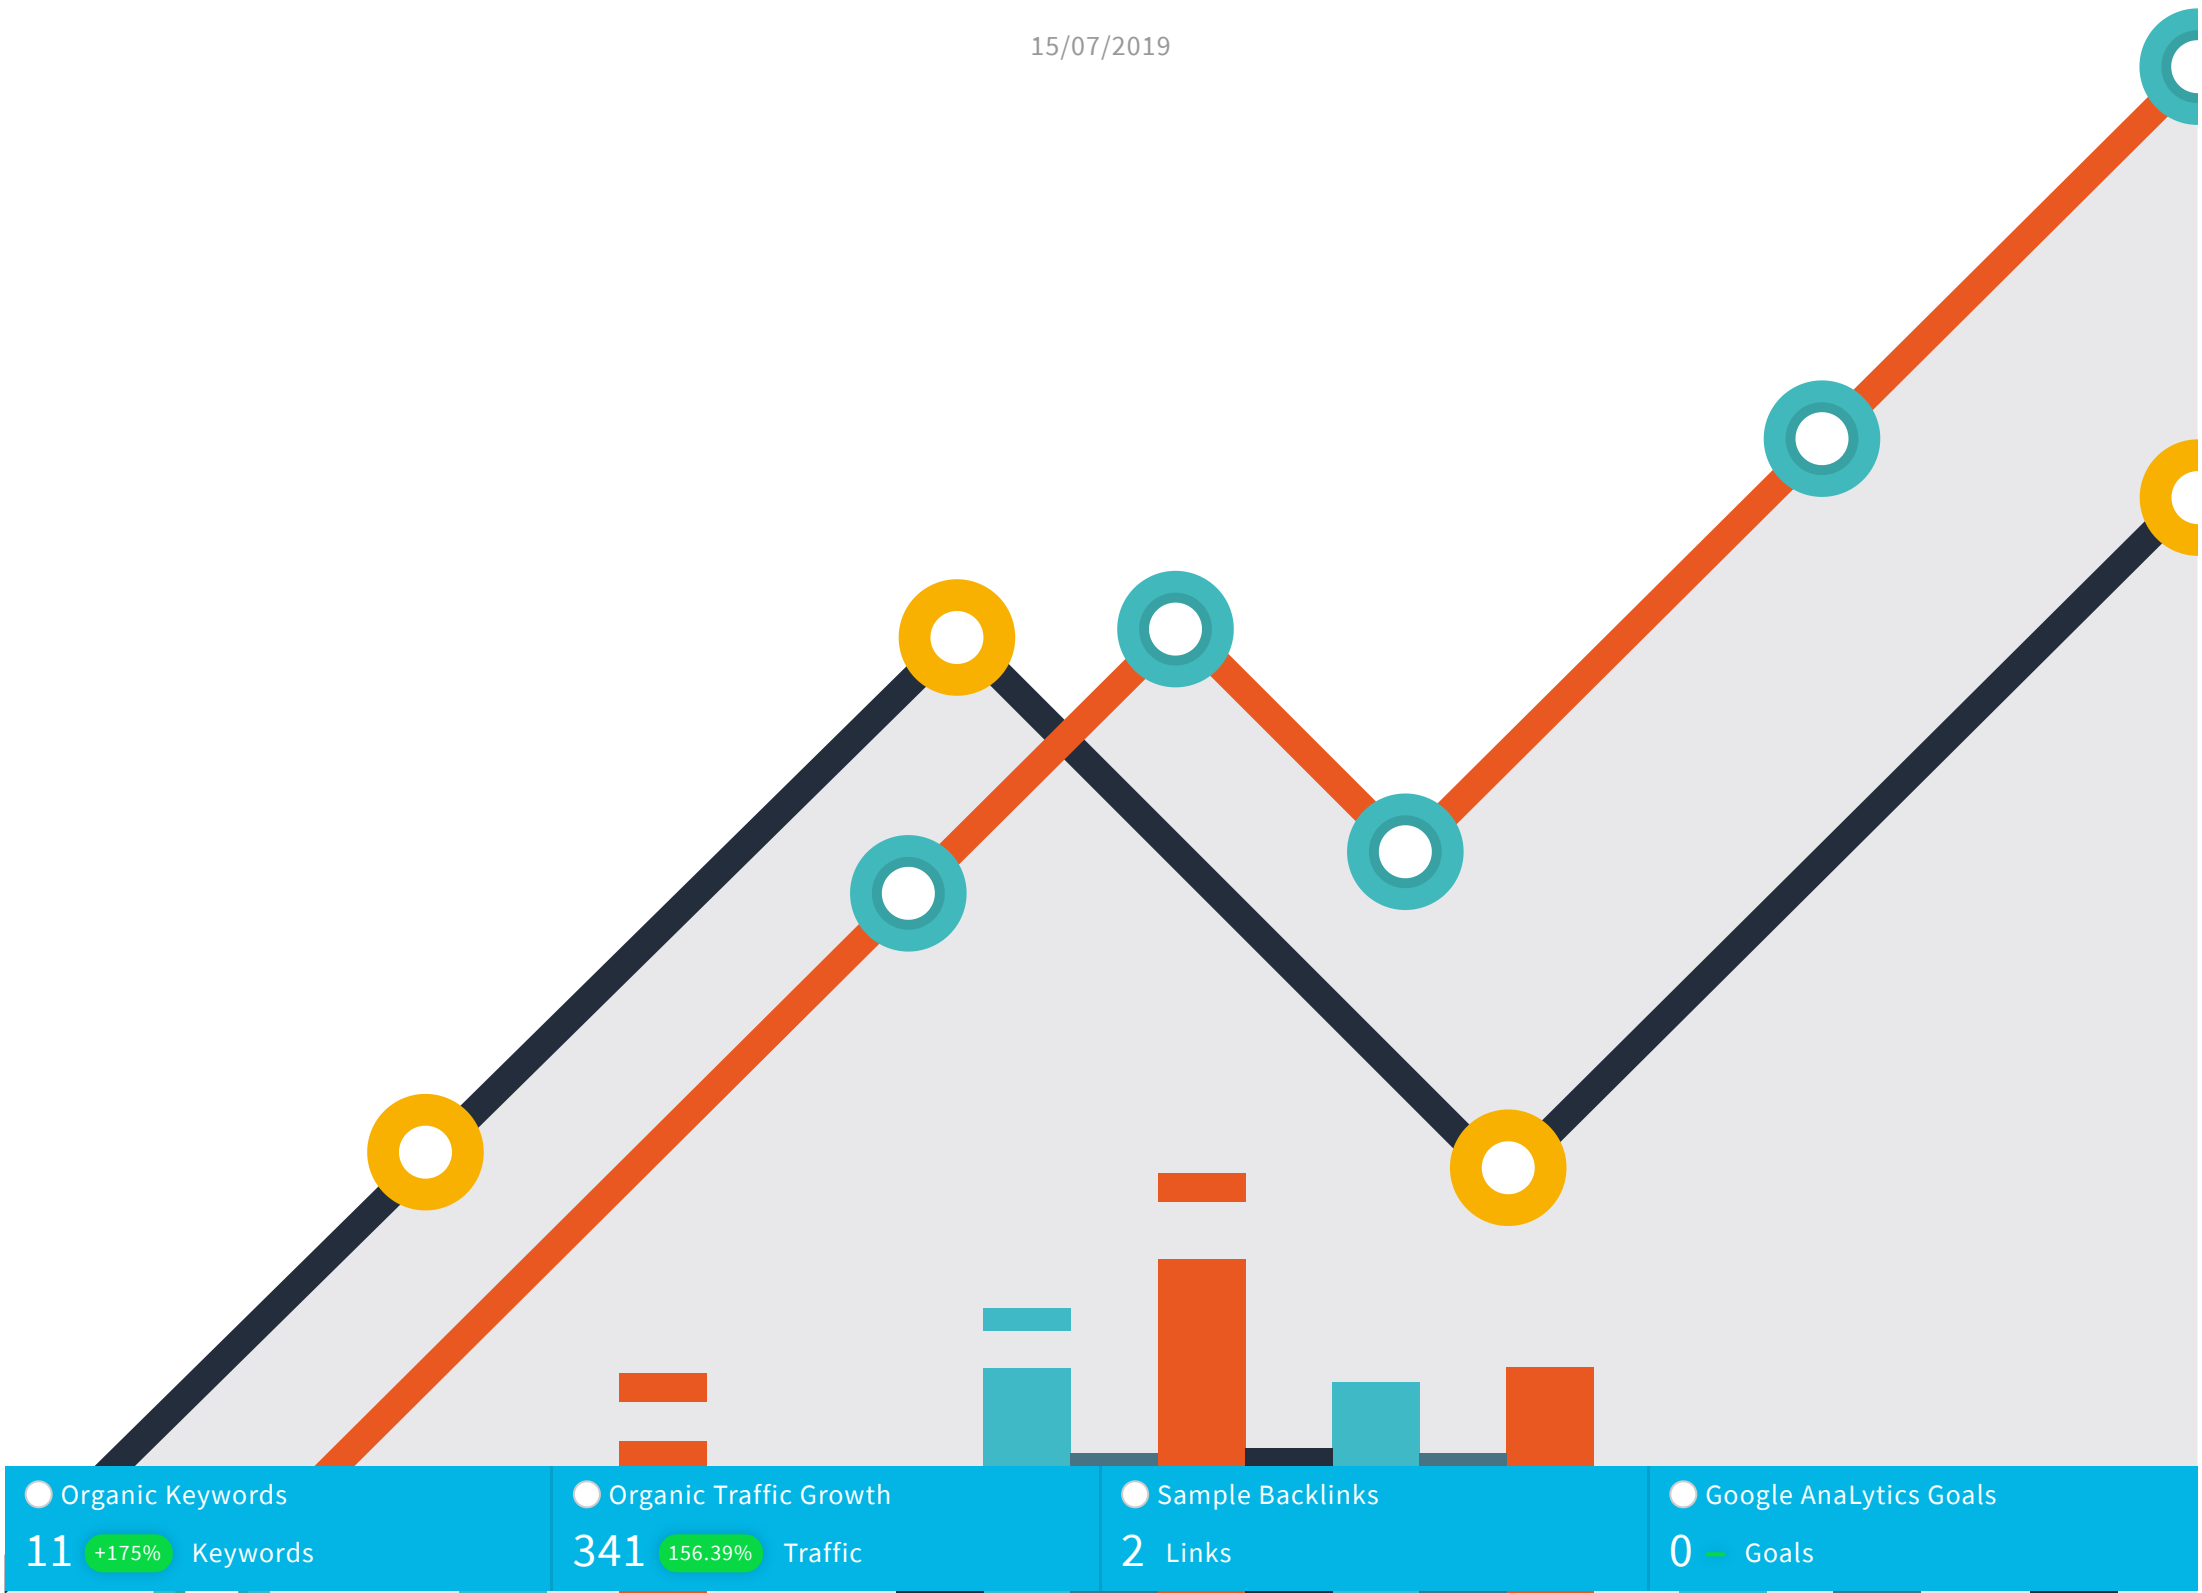 15/07/2019
Organic Keywords
11 +175% Keywords
Organic Traffic Growth
341 156.39% Traffic
Sample Backlinks
2 Links
Google AnaLytics Goals
0 – Goals